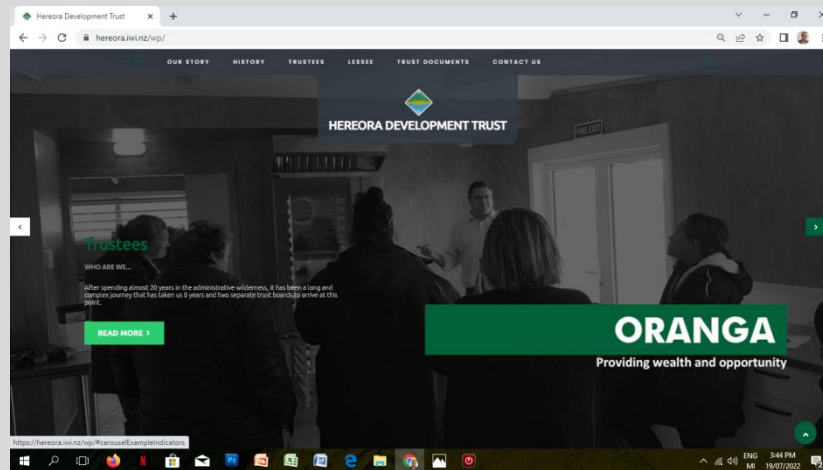 Hereora Development Trust
hereora.iwi.nz/wp/
OUR STORY HISTORY TRUSTEES LESSEE TRUST DOCUMENTS CONTACT US
HEREORA DEVELOPMENT TRUST
FIRE EXIT
Trustees
WHO ARE WE...
After spending almost 20 years in the administrative wilderness, it has been a long and
complex journey that has taken us 8 years and two separate trust boards to arrive at this
point.
READ MORE >
ORANGA
Providing wealth and opportunity
https://hereora.iwi.nz/wp/#carouselExampleIndicators
ENG 3:44 PM
MI 19/07/2022